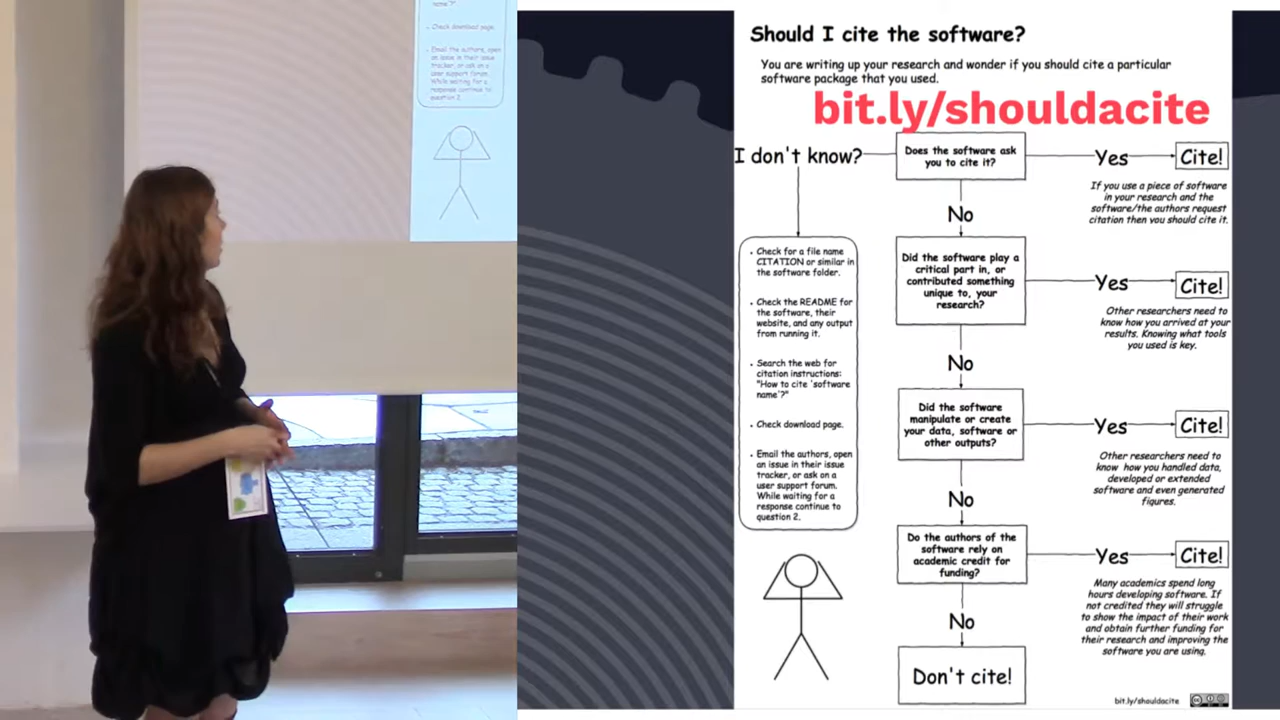 name'?"
Check download page.
Email the authors, open
an issue in their issue
tracker, or ask on a
user support forum.
While waiting for a
response continue to
question 2.
Should I cite the software?
You are writing up your research and wonder if you should cite a particular
software package that you used.
bit.ly/shouldacite
I don't know?
Does the software ask
you to cite it?
Yes
Cite!
If you use a piece of software
in your research and the
software/the authors request
citation then you should cite it.
No
• Check for a file name
CITATION or similar in
the software folder.
• Check the README for
the software, their
website, and any output
from running it.
• Search the web for
citation instructions:
"How to cite 'software
name'?"
• Check download page.
• Email the authors, open
an issue in their issue
tracker, or ask on a
user support forum.
While waiting for a
response continue to
question 2.
Did the software play a
critical part in, or
contributed something
unique to, your
research?
Yes
Cite!
Other researchers need to
know how you arrived at your
results. Knowing what tools
you used is key.
No
Did the software
manipulate or create
your data, software or
other outputs?
Yes
Cite!
Other researchers need to
know how you handled data,
developed or extended
software and even generated
figures.
No
Do the authors of the
software rely on
academic credit for
funding?
Yes
Cite!
Many academics spend long
hours developing software. If
not credited they will struggle
to show the impact of their work
and obtain further funding for
their research and improving the
software you are using.
No
Don't cite!
bit.ly/shouldacite